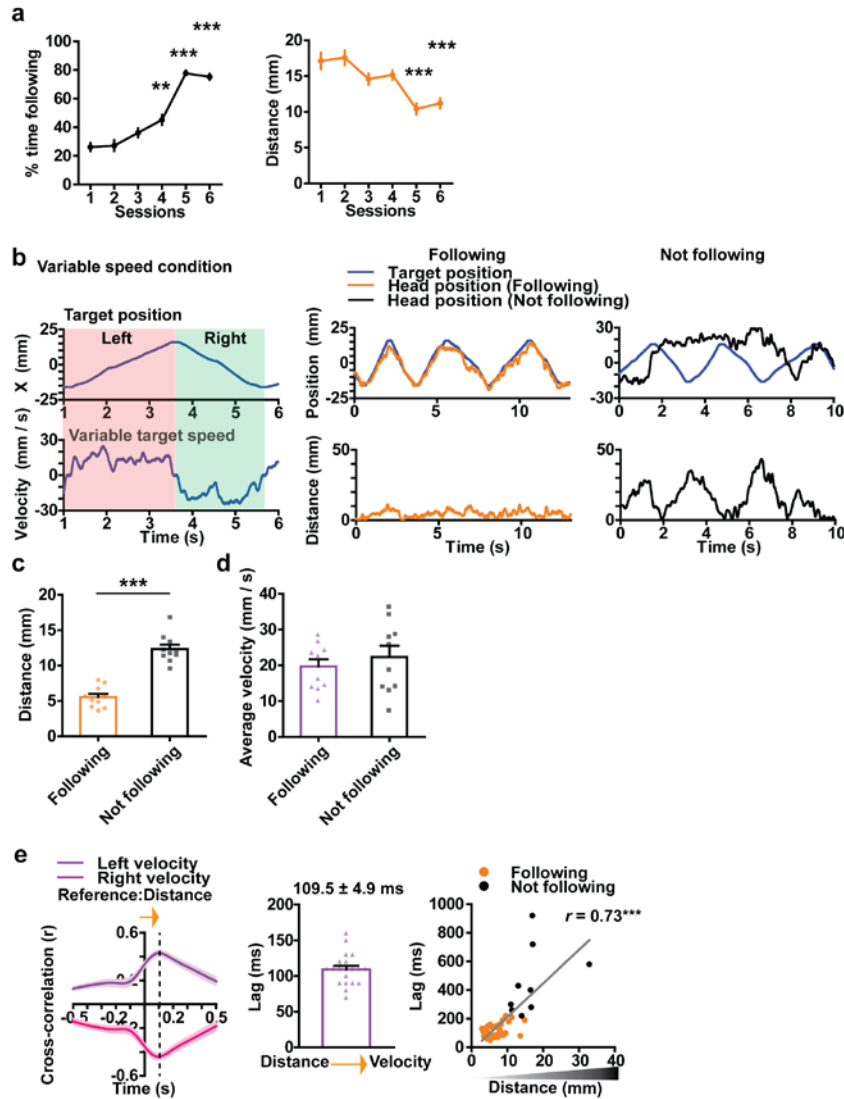 a
% time following
100
80
60
40
20
0
**
***
***
1 2 3 4 5 6
Sessions
Distance (mm)
20
15
10
5
0
***
***
1 2 3 4 5 6
Sessions
b
Variable speed condition
Target position
Left
Right
X (mm)
25
0
-25
1 2 3 4 5 6
Variable target speed
Velocity (mm / s)
30
0
-30
1 2 3 4 5 6
Time (s)
Following
Not following
Target position
Head position (Following)
Head position (Not following)
Position (mm)
25
0
-25
0 5 10
Distance (mm)
50
0
0 5 10
Time (s)
30
0
-30
0 2 4 6 8 10
50
0
0 2 4 6 8 10
Time (s)
c
Distance (mm)
20
15
10
5
0
***
Following
Not following
d
Average velocity (mm / s)
40
30
20
10
0
Following
Not following
e
Left velocity
Right velocity
Reference:Distance
Cross-correlation (r)
0.6
-0.5 -0.2 0.2 0.5
-0.6
Time (s)
109.5 ± 4.9 ms
Lag (ms)
200
150
100
50
0
Distance Velocity
Following
Not following
r = 0.73***
Lag (ms)
1000
800
600
400
200
0
0 10 20 30 40
Distance (mm)